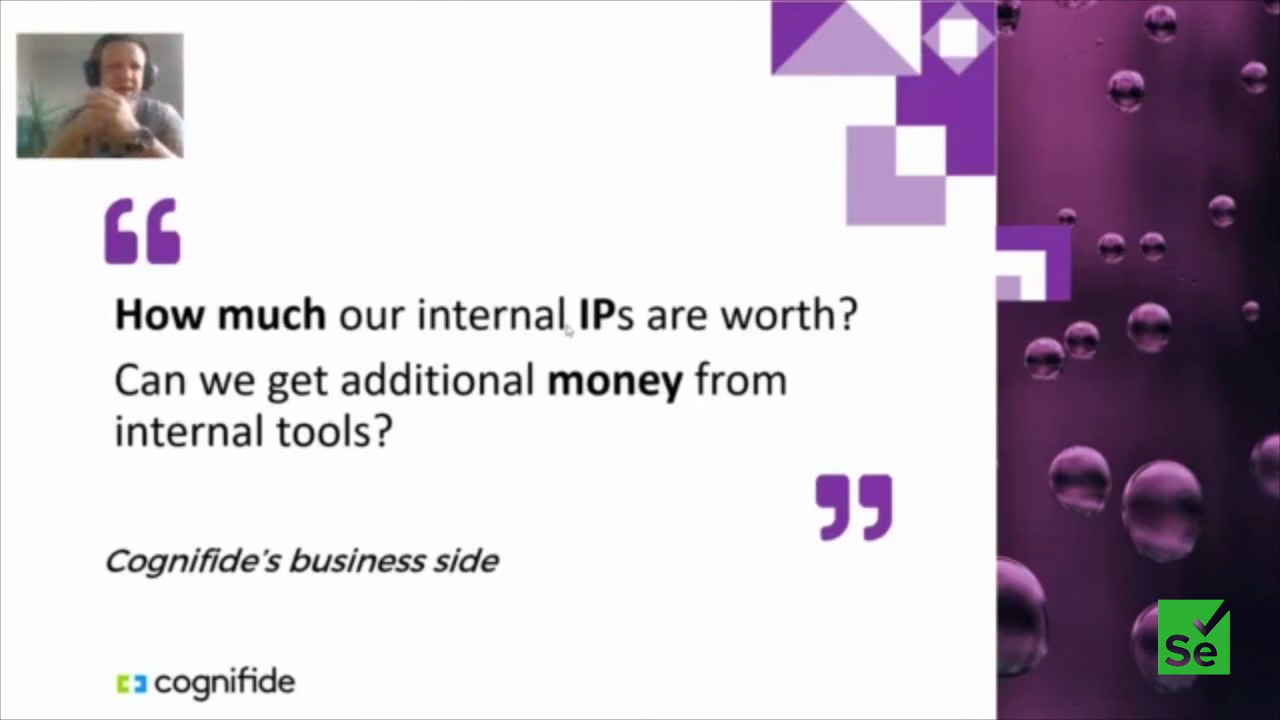 How much our internal IPs are worth?
Can we get additional money from
internal tools?
Cognifide's business side
cognifide
Se